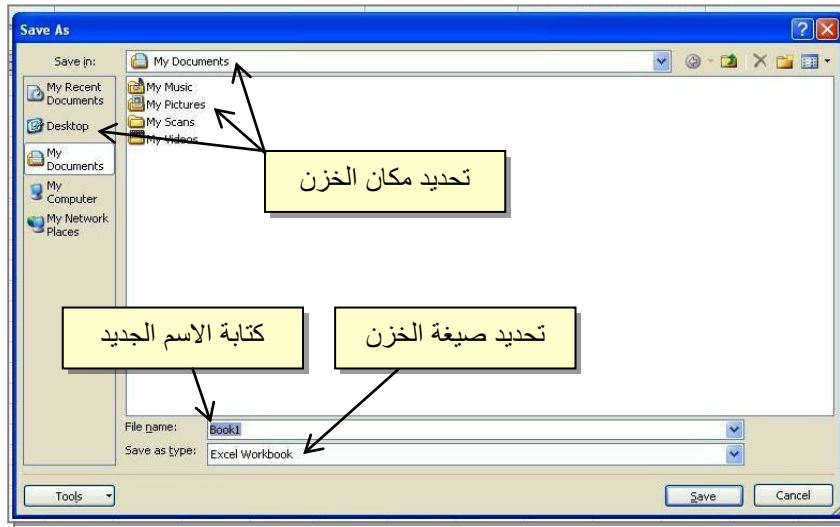 Save As
Save in:
My Documents
My Recent
Documents
Desktop
My
Documents
My
Computer
My Network
Places
My Music
My Pictures
My Scans
My Videos
تحديد مكان الخزن
كتابة الاسم الجديد
تحديد صيغة الخزن
File name:
Book1
Save as type:
Excel Workbook
Tools
Save
Cancel